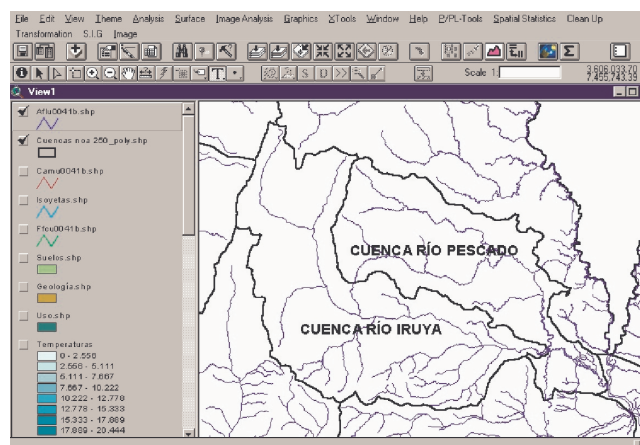 File Edit View Theme Analysis Surface Image Analysis Graphics XTools Window Help P/PL-Tools Spatial Statistics Clean Up
Transformation S.I.G Image
Scale 1:
3,606,033.70
7,455,743.39
View1
Aflu0041b.shp
Cuencas noa 250_poly.shp
Camu0041b.shp
Isoyetas.shp
Ffcu0041b.shp
Suelos.shp
Geologia.shp
Uso.shp
Temperaturas
0 - 2.556
2.556 - 5.111
5.111 - 7.667
7.667 - 10.222
10.222 - 12.778
12.778 - 15.333
15.333 - 17.889
17.889 - 20.444
CUENCA RÍO PESCADO
CUENCA RÍO IRUYA